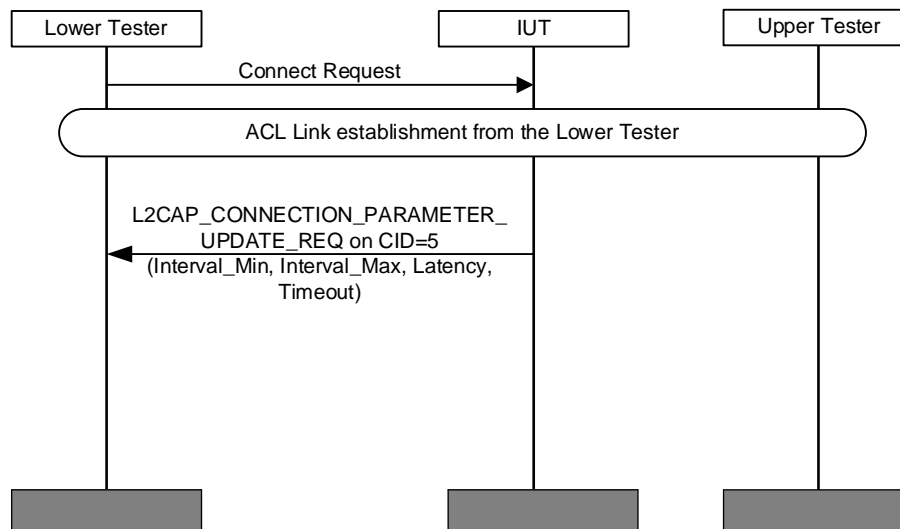 Lower Tester
IUT
Upper Tester
Connect Request
ACL Link establishment from the Lower Tester
L2CAP_CONNECTION_PARAMETER_
UPDATE_REQ on CID=5
(Interval_Min, Interval_Max, Latency,
Timeout)